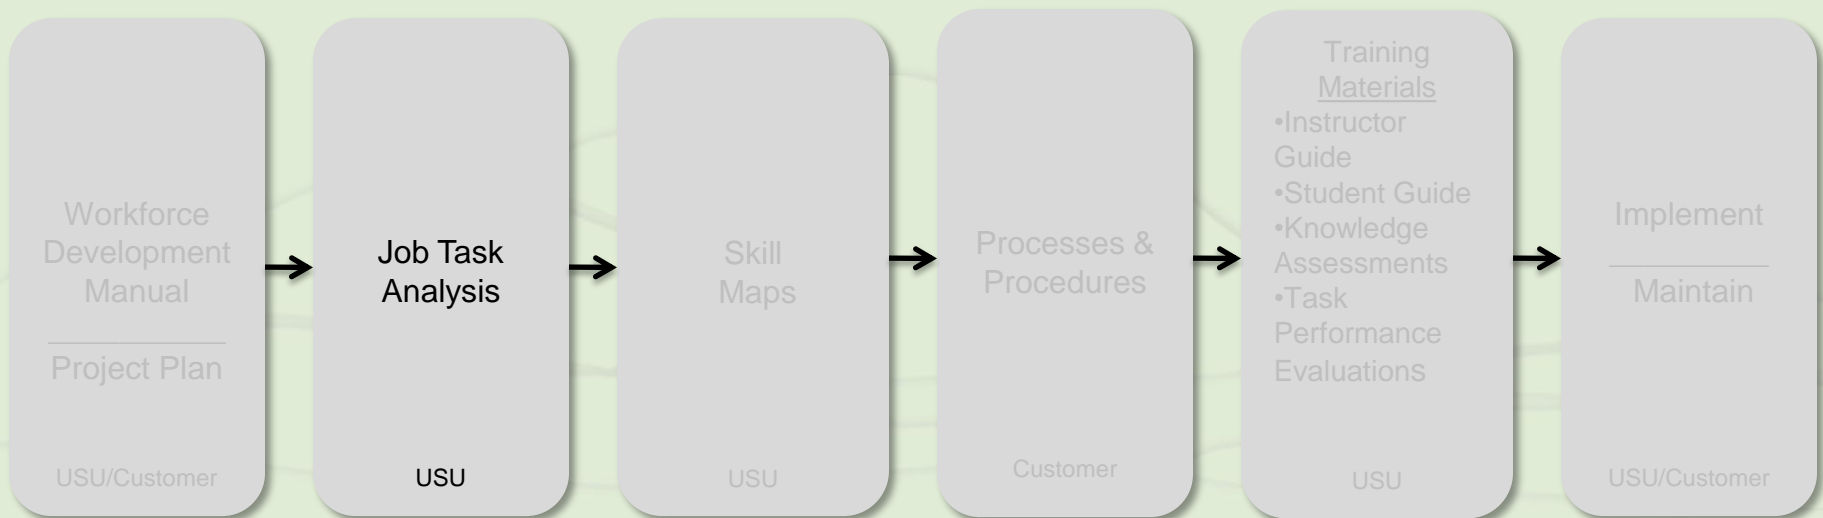 Workforce
Development
Manual
Project Plan
USU/Customer
Job Task
Analysis
USU
Skill
Maps
USU
Processes &
Procedures
Customer
Training
Materials
•Instructor
Guide
•Student Guide
•Knowledge
Assessments
•Task
Performance
Evaluations
USU
Implement
Maintain
USU/Customer